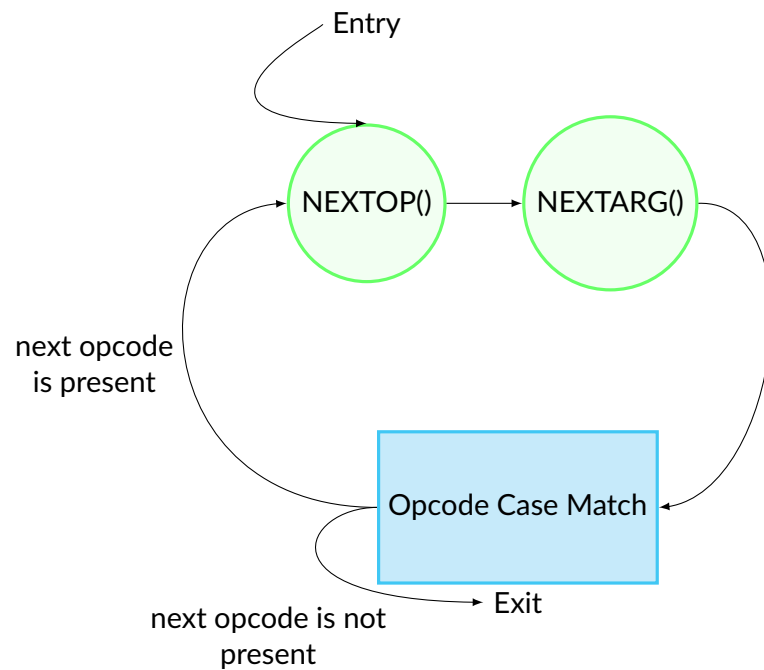 Entry
NEXTOP()
NEXTARG()
next opcode
is present
Opcode Case Match
Exit
next opcode is not
present